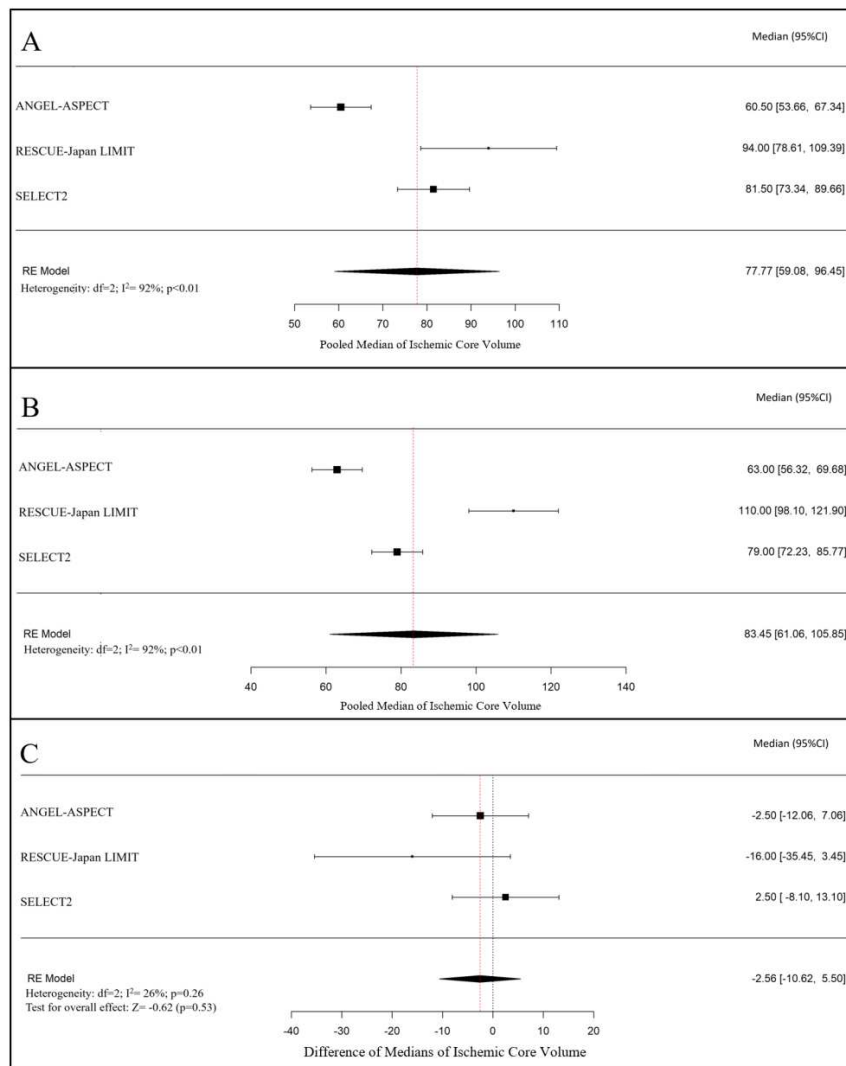 A
Median (95%CI)
ANGEL-ASPECT 60.50 [53.66, 67.34]
RESCUE-Japan LIMIT 94.00 [78.61, 109.39]
SELECT2 81.50 [73.34, 89.66]
RE Model 77.77 [59.08, 96.45]
Heterogeneity: df=2; I²= 92%; p<0.01
50 60 70 80 90 100 110
Pooled Median of Ischemic Core Volume
B
Median (95%CI)
ANGEL-ASPECT 63.00 [56.32, 69.68]
RESCUE-Japan LIMIT 110.00 [98.10, 121.90]
SELECT2 79.00 [72.23, 85.77]
RE Model 83.45 [61.06, 105.85]
Heterogeneity: df=2; I²= 92%; p<0.01
40 60 80 100 120 140
Pooled Median of Ischemic Core Volume
C
Median (95%CI)
ANGEL-ASPECT -2.50 [-12.06, 7.06]
RESCUE-Japan LIMIT -16.00 [-35.45, 3.45]
SELECT2 2.50 [ -8.10, 13.10]
RE Model -2.56 [-10.62, 5.50]
Heterogeneity: df=2; I²= 26%; p=0.26
Test for overall effect: Z= -0.62 (p=0.53)
-40 -30 -20 -10 0 10 20
Difference of Medians of Ischemic Core Volume